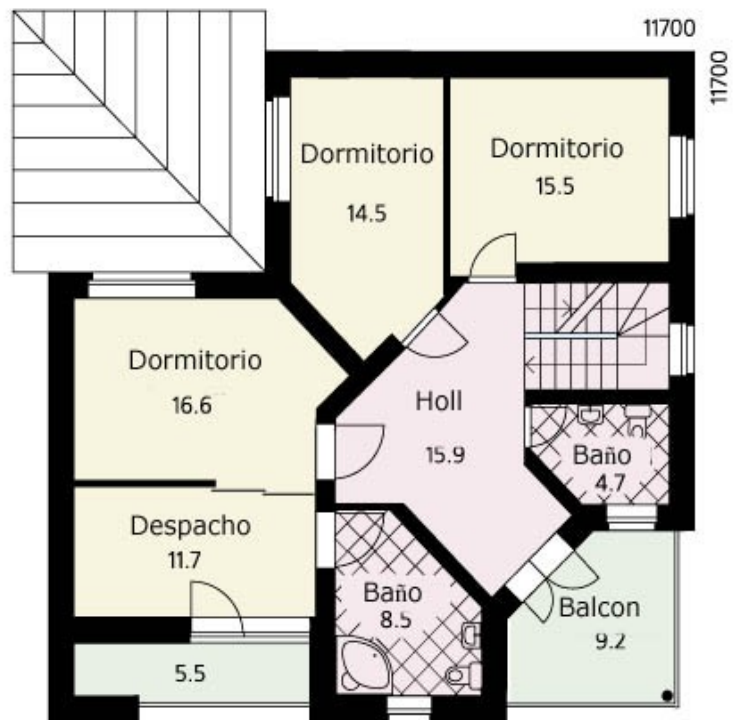 11700
11700
Dormitorio
14.5
Dormitorio
15.5
Dormitorio
16.6
Holl
15.9
Baño
4.7
Despacho
11.7
Baño
8.5
Balcon
9.2
5.5